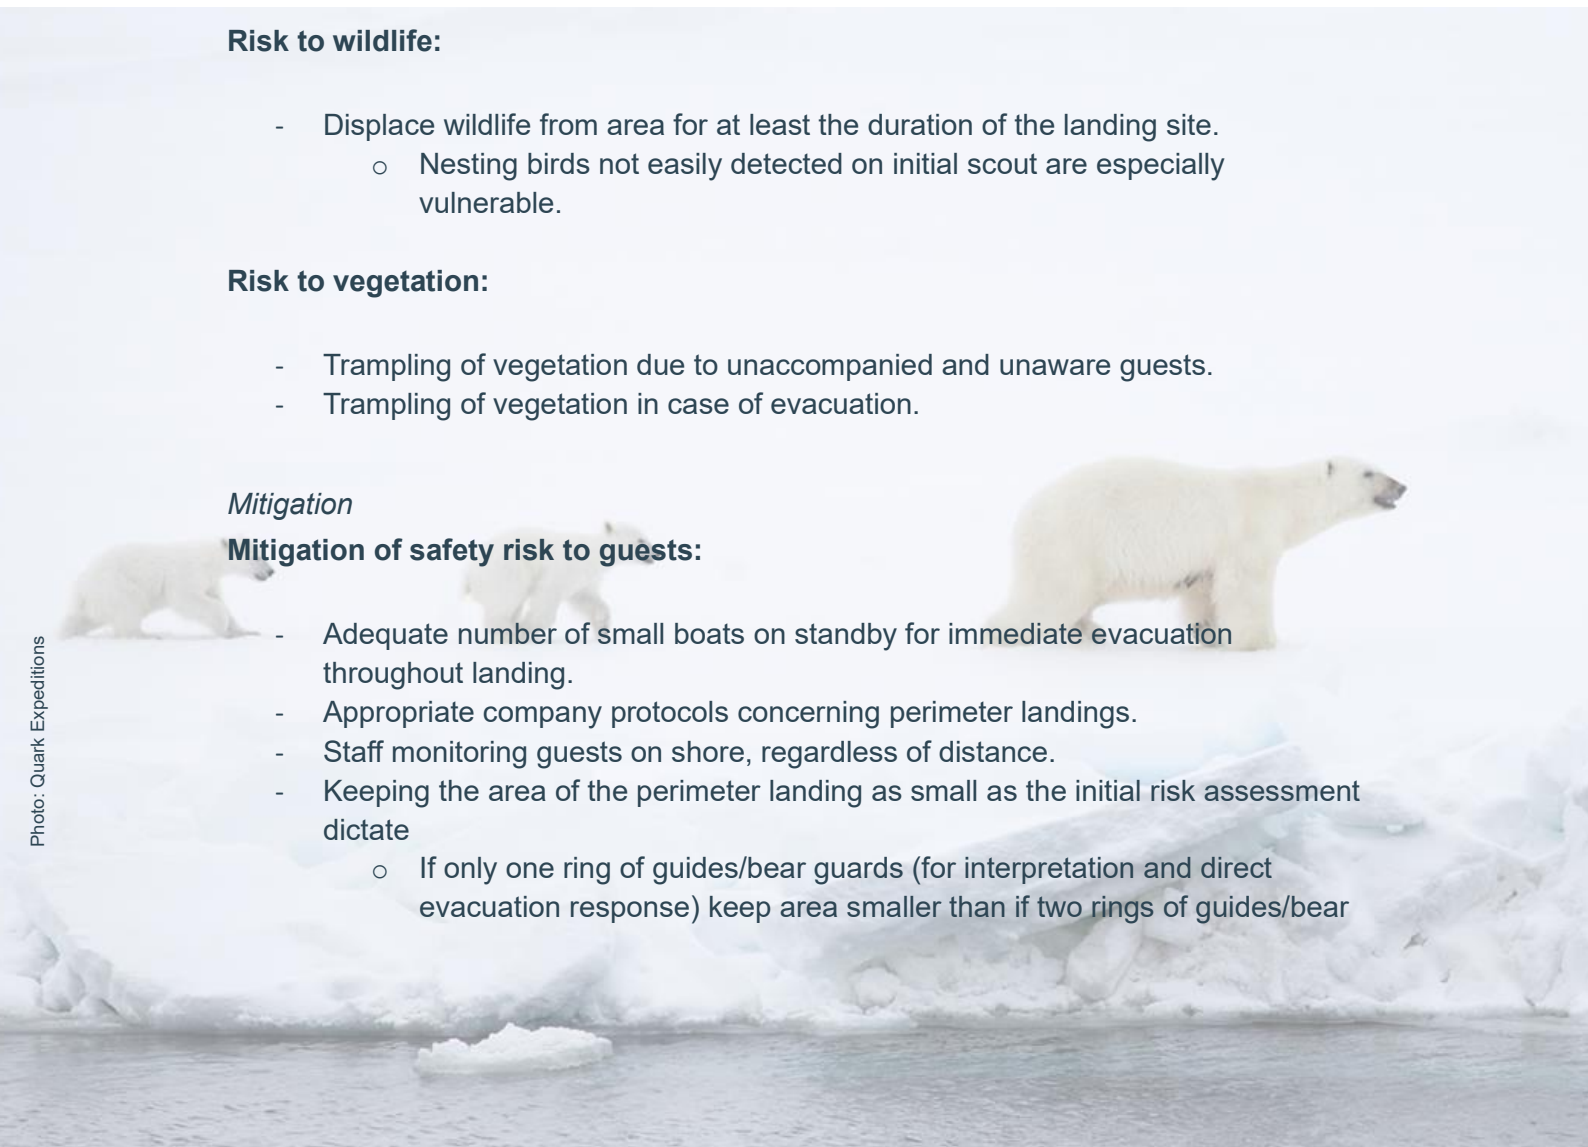 Risk to wildlife:
- Displace wildlife from area for at least the duration of the landing site.
o Nesting birds not easily detected on initial scout are especially
vulnerable.
Risk to vegetation:
- Trampling of vegetation due to unaccompanied and unaware guests.
- Trampling of vegetation in case of evacuation.
Mitigation
Mitigation of safety risk to guests:
- Adequate number of small boats on standby for immediate evacuation
throughout landing.
- Appropriate company protocols concerning perimeter landings.
- Staff monitoring guests on shore, regardless of distance.
- Keeping the area of the perimeter landing as small as the initial risk assessment
dictate
o If only one ring of guides/bear guards (for interpretation and direct
evacuation response) keep area smaller than if two rings of guides/bear
Photo: Quark Expeditions